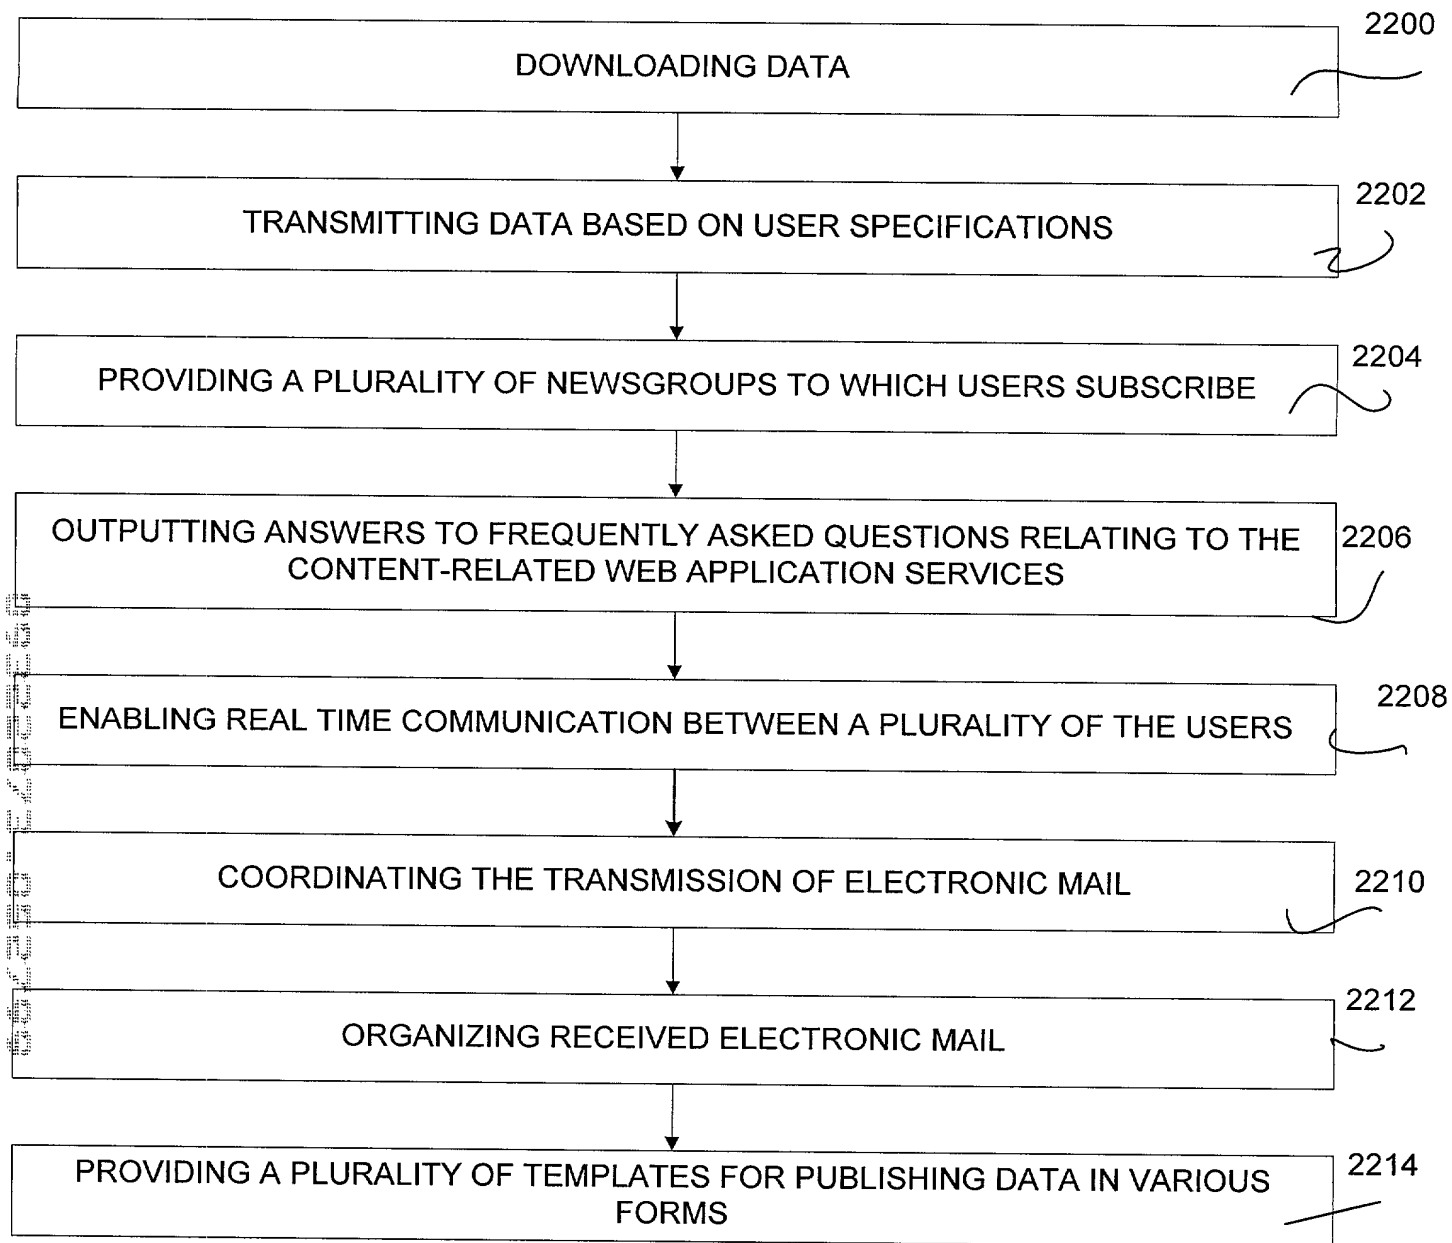 2200
DOWNLOADING DATA
2202
TRANSMITTING DATA BASED ON USER SPECIFICATIONS
2204
PROVIDING A PLURALITY OF NEWSGROUPS TO WHICH USERS SUBSCRIBE
OUTPUTTING ANSWERS TO FREQUENTLY ASKED QUESTIONS RELATING TO THE
2206
CONTENT-RELATED WEB APPLICATION SERVICES
2208
ENABLING REAL TIME COMMUNICATION BETWEEN A PLURALITY OF THE USERS
COORDINATING THE TRANSMISSION OF ELECTRONIC MAIL
2210
2212
ORGANIZING RECEIVED ELECTRONIC MAIL
2214
PROVIDING A PLURALITY OF TEMPLATES FOR PUBLISHING DATA IN VARIOUS
FORMS